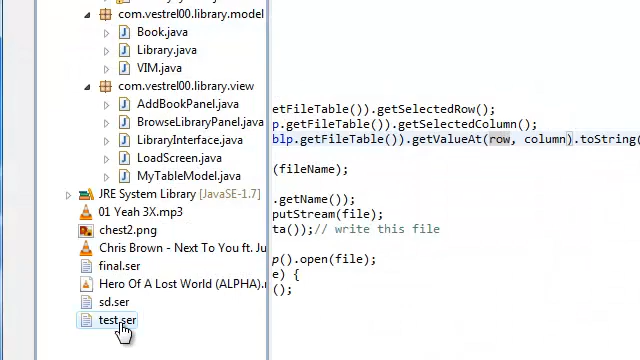 com.vestrel00.library.model
Book.java
Library.java
VIM.java
com.vestrel00.library.view
AddBookPanel.java
BrowseLibraryPanel.java
LibraryInterface.java
LoadScreen.java
MyTableModel.java
JRE System Library [JavaSE-1.7]
01 Yeah 3X.mp3
chest2.png
Chris Brown - Next To You ft. Ju
final.ser
Hero Of A Lost World (ALPHA).r
sd.ser
test.ser
etFileTable()).getSelectedRow();
p.getFileTable()).getSelectedColumn();
blp.getFileTable()).getValueAt(row, column).toString(
(fileName);
.getName());
putStream(file);
ta());// write this file
p().open(file);
e) {
();